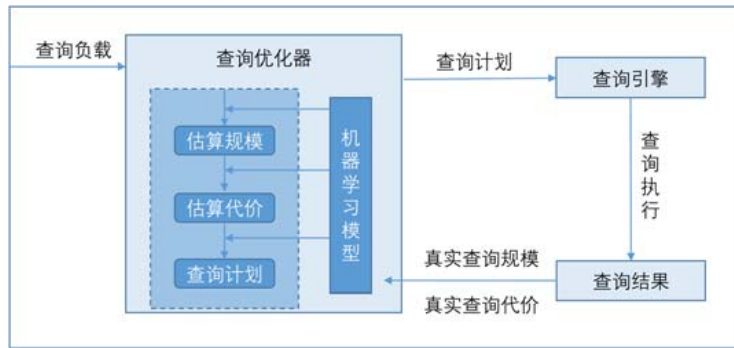 查询负载
查询优化器
查询计划
查询引擎
估算规模
估算代价
查询计划
机器学习模型
查询执行
真实查询规模
真实查询代价
查询结果